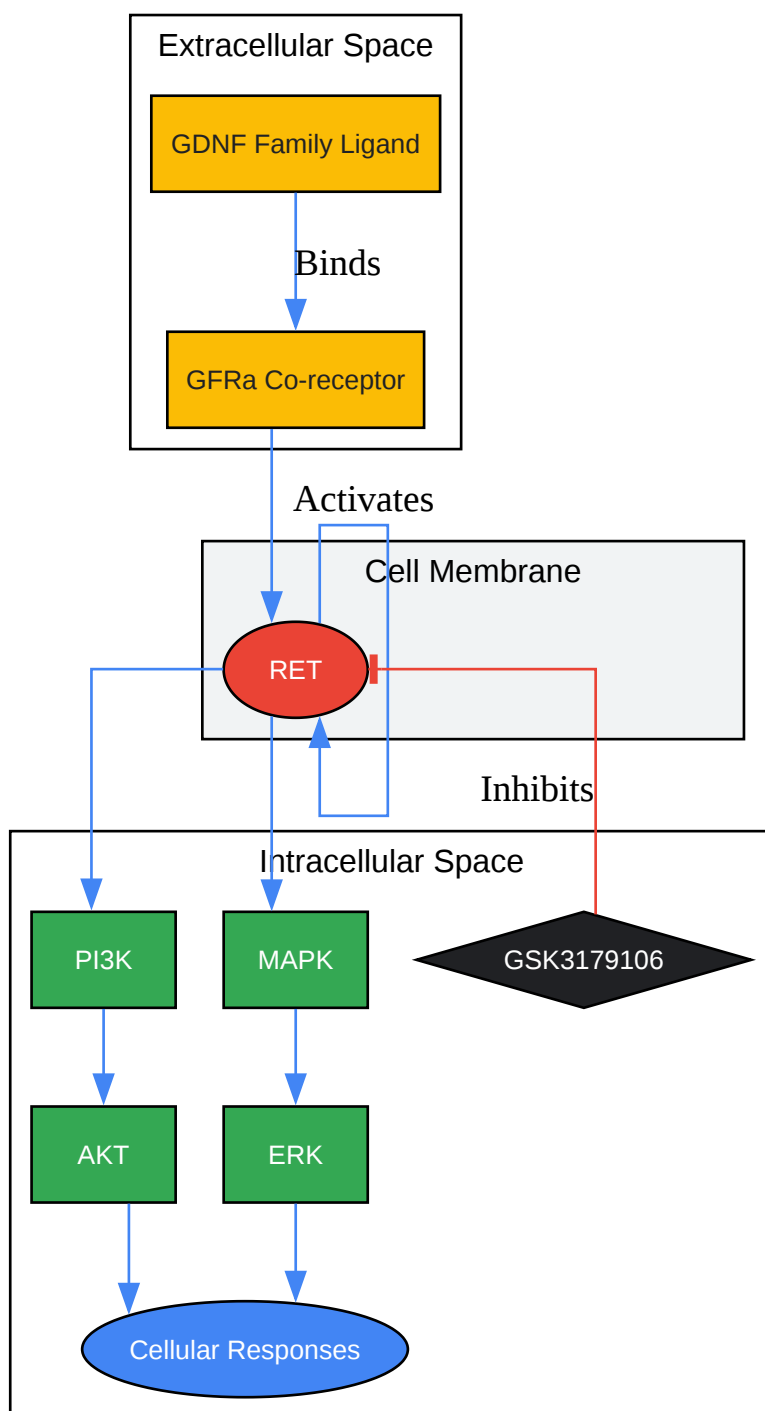 Extracellular Space
GDNF Family Ligand
Binds
GFRa Co-receptor
Activates
Cell Membrane
RET
Inhibits
Intracellular Space
PI3K
MAPK
GSK3179106
AKT
ERK
Cellular Responses